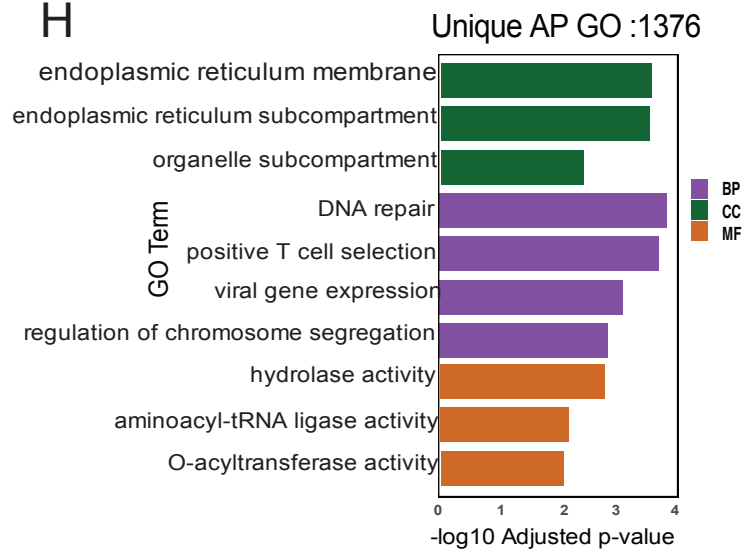 H
Unique AP GO :1376
endoplasmic reticulum membrane
endoplasmic reticulum subcompartment
organelle subcompartment
DNA repair
positive T cell selection
viral gene expression
regulation of chromosome segregation
hydrolase activity
aminoacyl-tRNA ligase activity
O-acyltransferase activity
GO Term
BP
CC
MF
0 1 2 3 4
-log10 Adjusted p-value